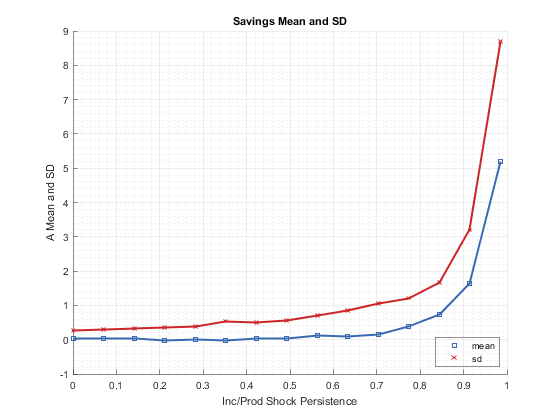 Savings Mean and SD
A Mean and SD
9
8
7
6
5
4
3
2
1
0
-1
0 0.1 0.2 0.3 0.4 0.5 0.6 0.7 0.8 0.9 1
Inc/Prod Shock Persistence
mean
sd